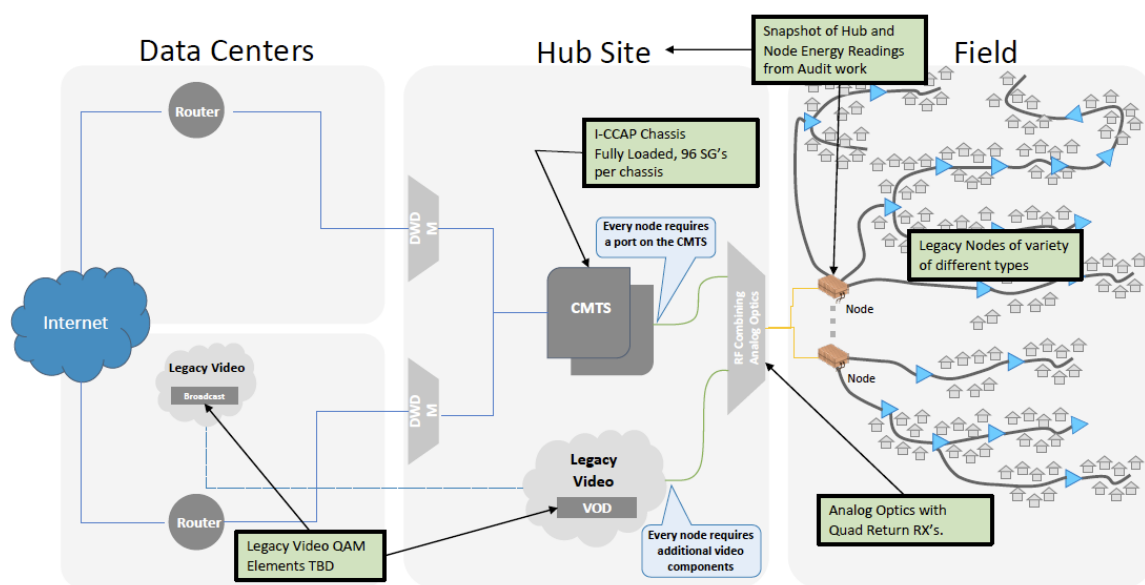 Data Centers
Hub Site
Field
Snapshot of Hub and
Node Energy Readings
from Audit work
Router
I-CCAP Chassis
Fully Loaded, 96 SG's
per chassis
DWD
M
Every node requires
a port on the CMTS
Legacy Nodes of variety
of different types
CMTS
RF Combining
Analog Optics
Node
Internet
Legacy Video
Broadcast
DWD
M
Node
Legacy
Video
VOD
Router
Legacy Video QAM
Elements TBD
Every node requires
additional video
components
Analog Optics with
Quad Return RX's.